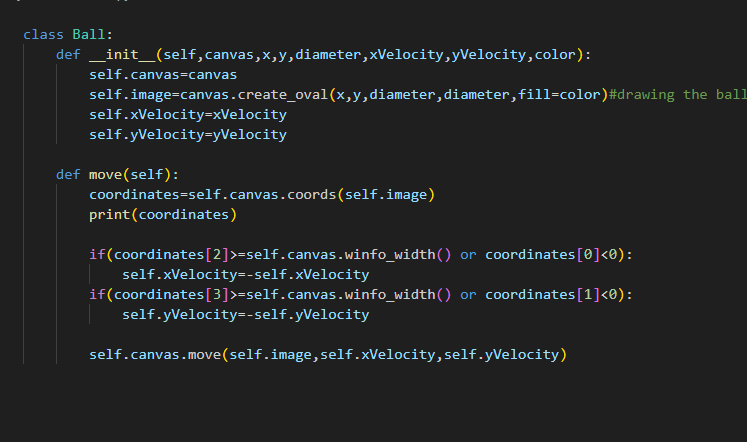 class Ball:
    def __init__(self,canvas,x,y,diameter,xVelocity,yVelocity,color):
        self.canvas=canvas
        self.image=canvas.create_oval(x,y,diameter,diameter,fill=color)#drawing the ball
        self.xVelocity=xVelocity
        self.yVelocity=yVelocity
    def move(self):
        coordinates=self.canvas.coords(self.image)
        print(coordinates)
        if(coordinates[2]>=self.canvas.winfo_width() or coordinates[0]<0):
            self.xVelocity=-self.xVelocity
        if(coordinates[3]>=self.canvas.winfo_width() or coordinates[1]<0):
            self.yVelocity=-self.yVelocity
        self.canvas.move(self.image,self.xVelocity,self.yVelocity)